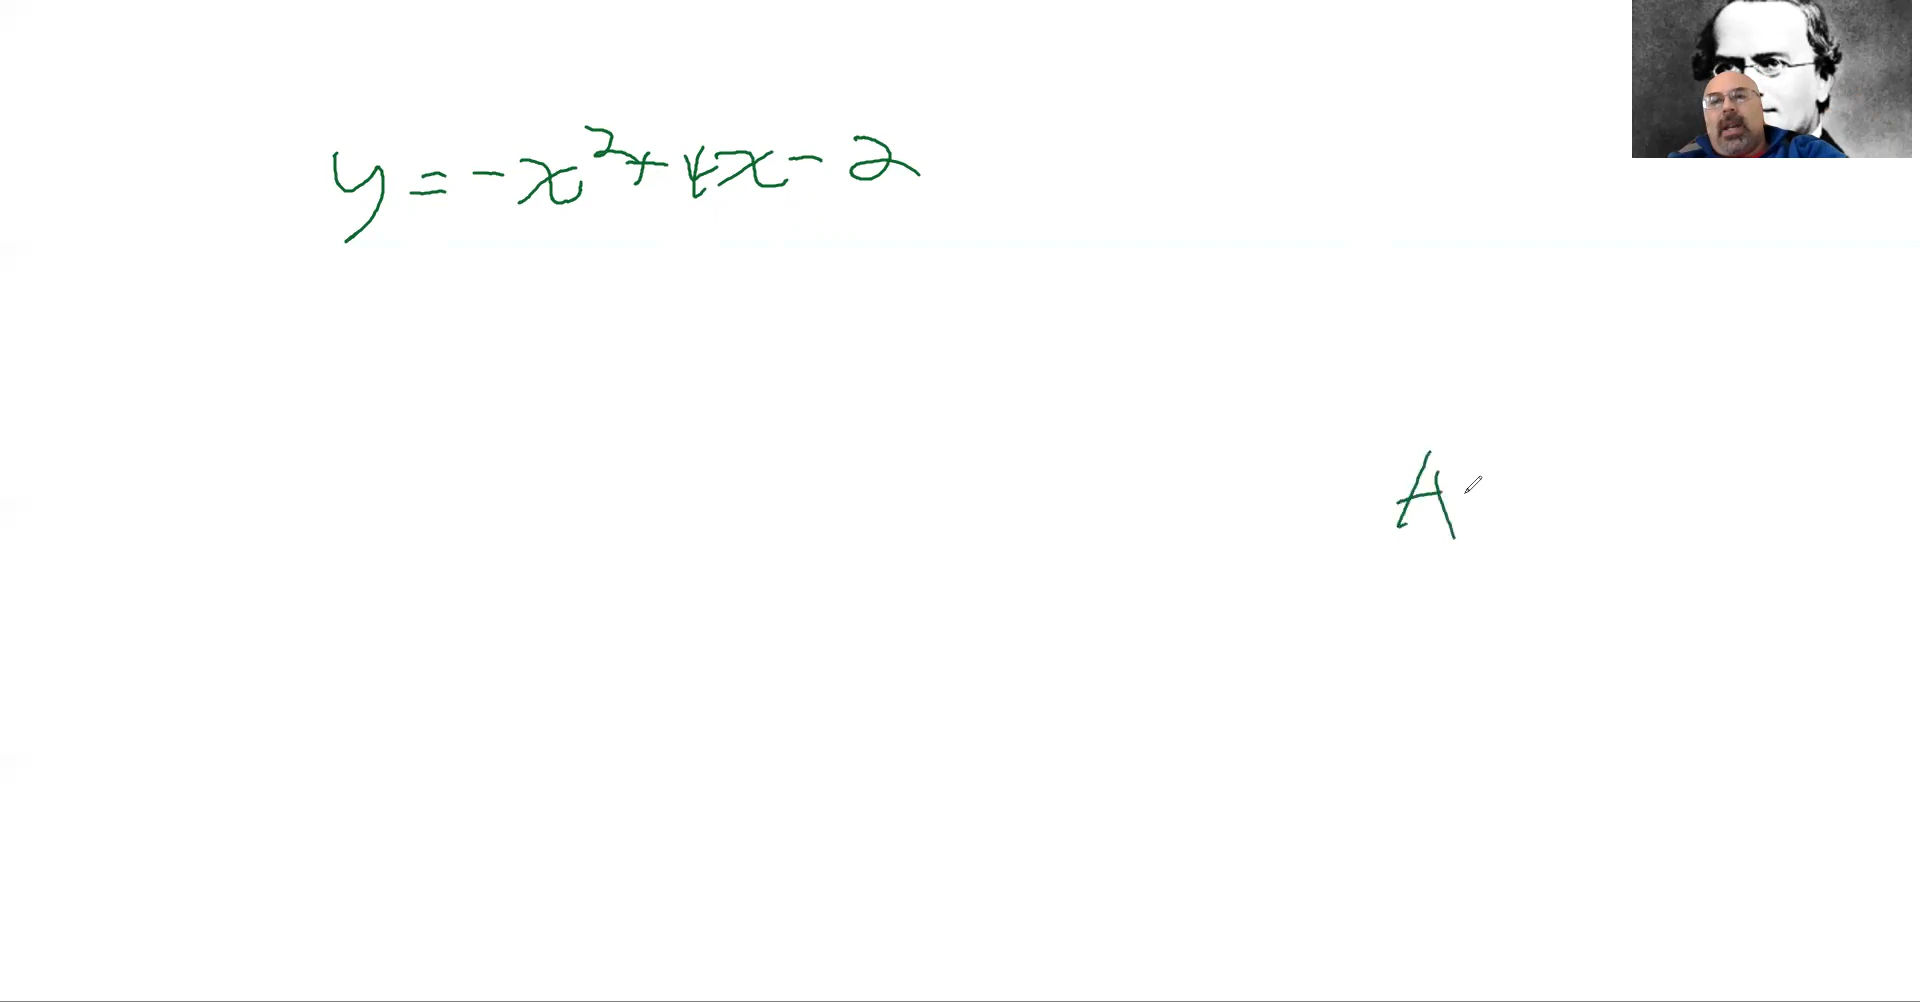 y = -x² + 4x - 2
A